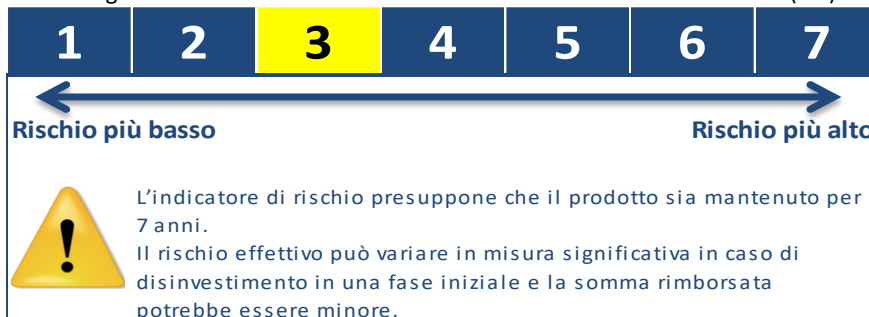 1 2 3 4 5 6 7
Rischio più basso Rischio più alto
L’indicatore di rischio presuppone che il prodotto sia mantenuto per
7 anni.
Il rischio effettivo può variare in misura significativa in caso di
disinvestimento in una fase iniziale e la somma rimborsata
potrebbe essere minore.